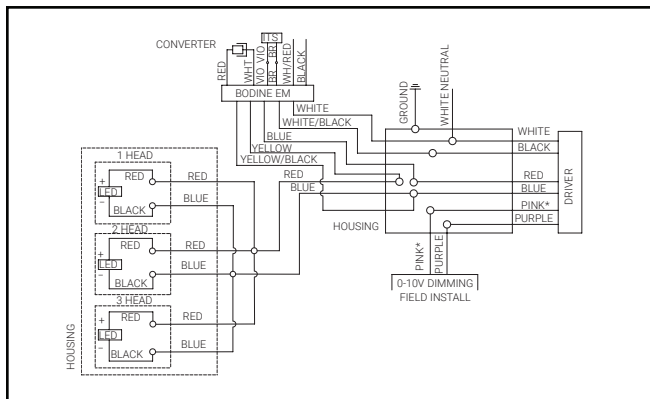 CONVERTER
ITS
RED
WHT
VIO
VIO
BR
BR
BR
WH/RED
BLACK
BODINE EM
WHITE
WHITE/BLACK
BLUE
YELLOW
YELLOW/BLACK
RED
BLUE
GROUND
WHITE NEUTRAL
WHITE
BLACK
RED
BLUE
PINK*
PURPLE
DRIVER
HOUSING
PINK*
PURPLE
0-10V DIMMING
FIELD INSTALL
1 HEAD
RED
RED
+
LED
–
BLACK
BLUE
2 HEAD
RED
RED
+
LED
–
BLACK
BLUE
3 HEAD
RED
RED
+
LED
–
BLACK
BLUE
HOUSING